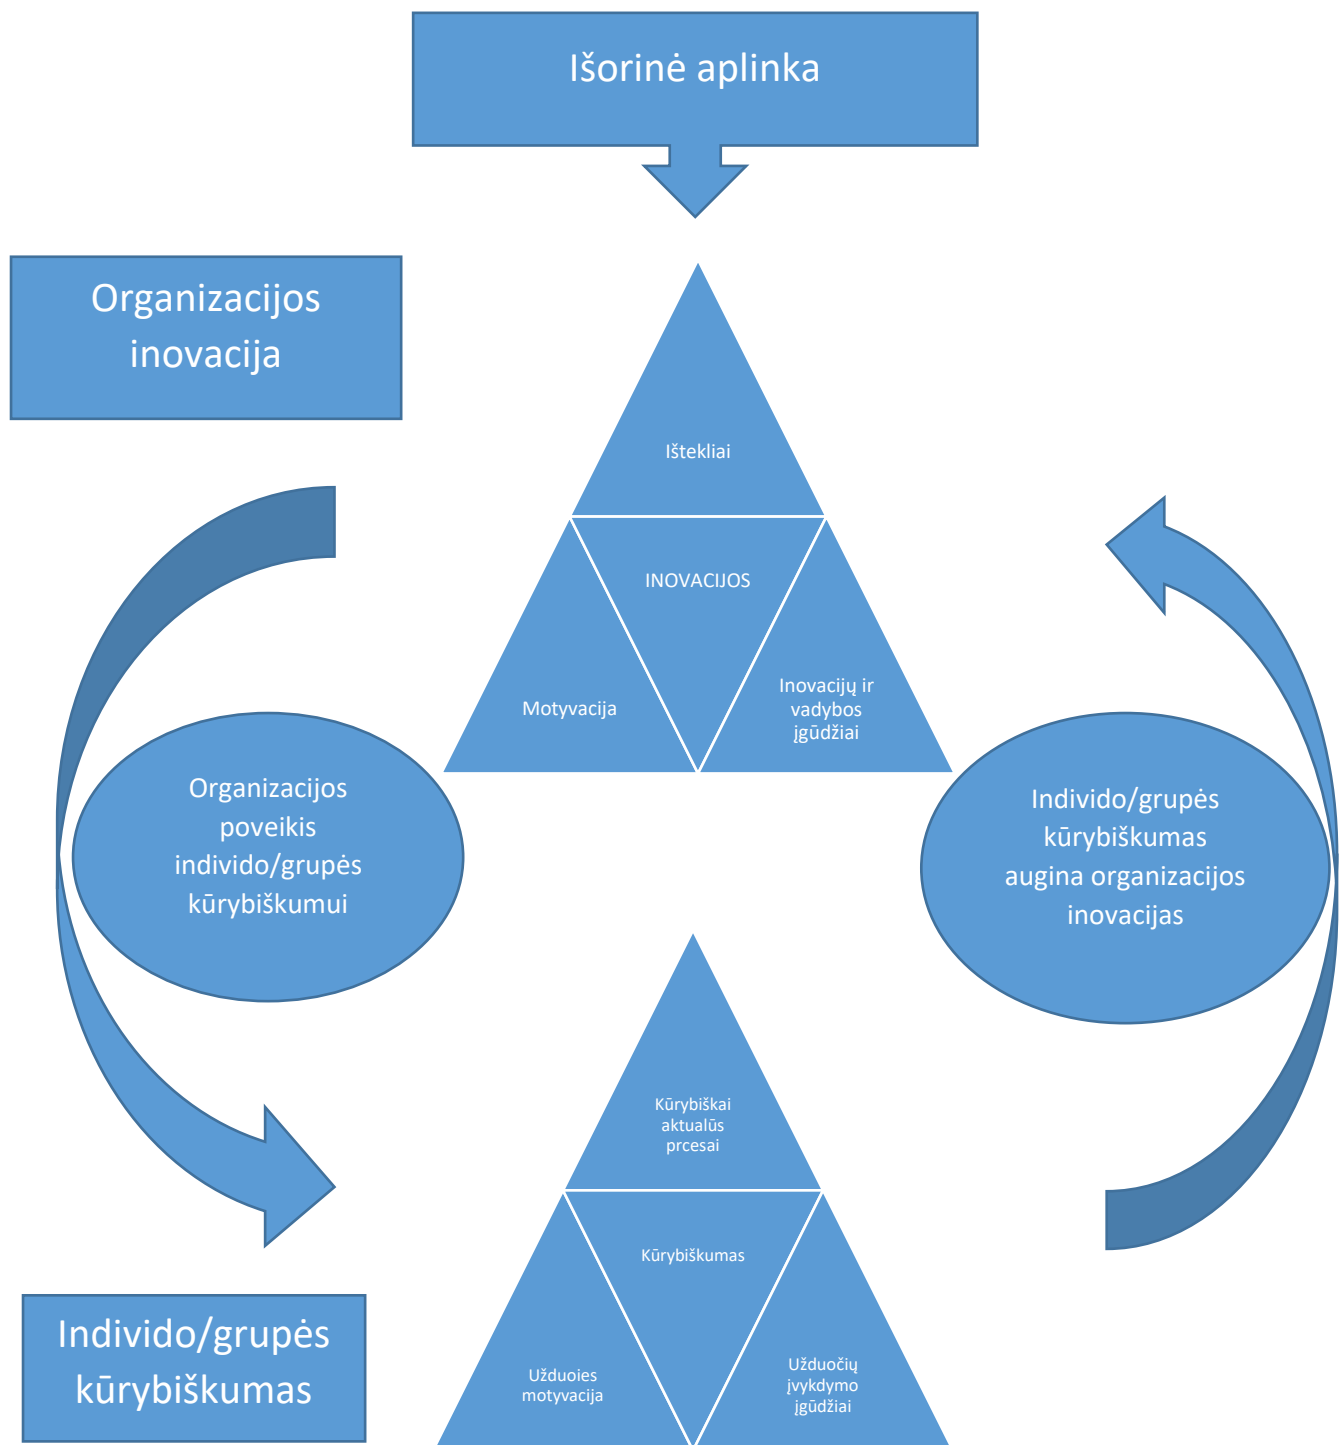 Išorinė aplinka
Organizacijos
inovacija
Ištekliai
INOVACIJOS
Motyvacija
Inovacijų ir
vadybos
įgūdžiai
Organizacijos
poveikis
individo/grupės
kūrybiškumui
Individo/grupės
kūrybiškumas
augina organizacijos
inovacijas
Kūrybiškai
aktualūs
prcesai
Kūrybiškumas
Užduoies
motyvacija
Užduočių
įvykdymo
įgūdžiai
Individo/grupės
kūrybiškumas